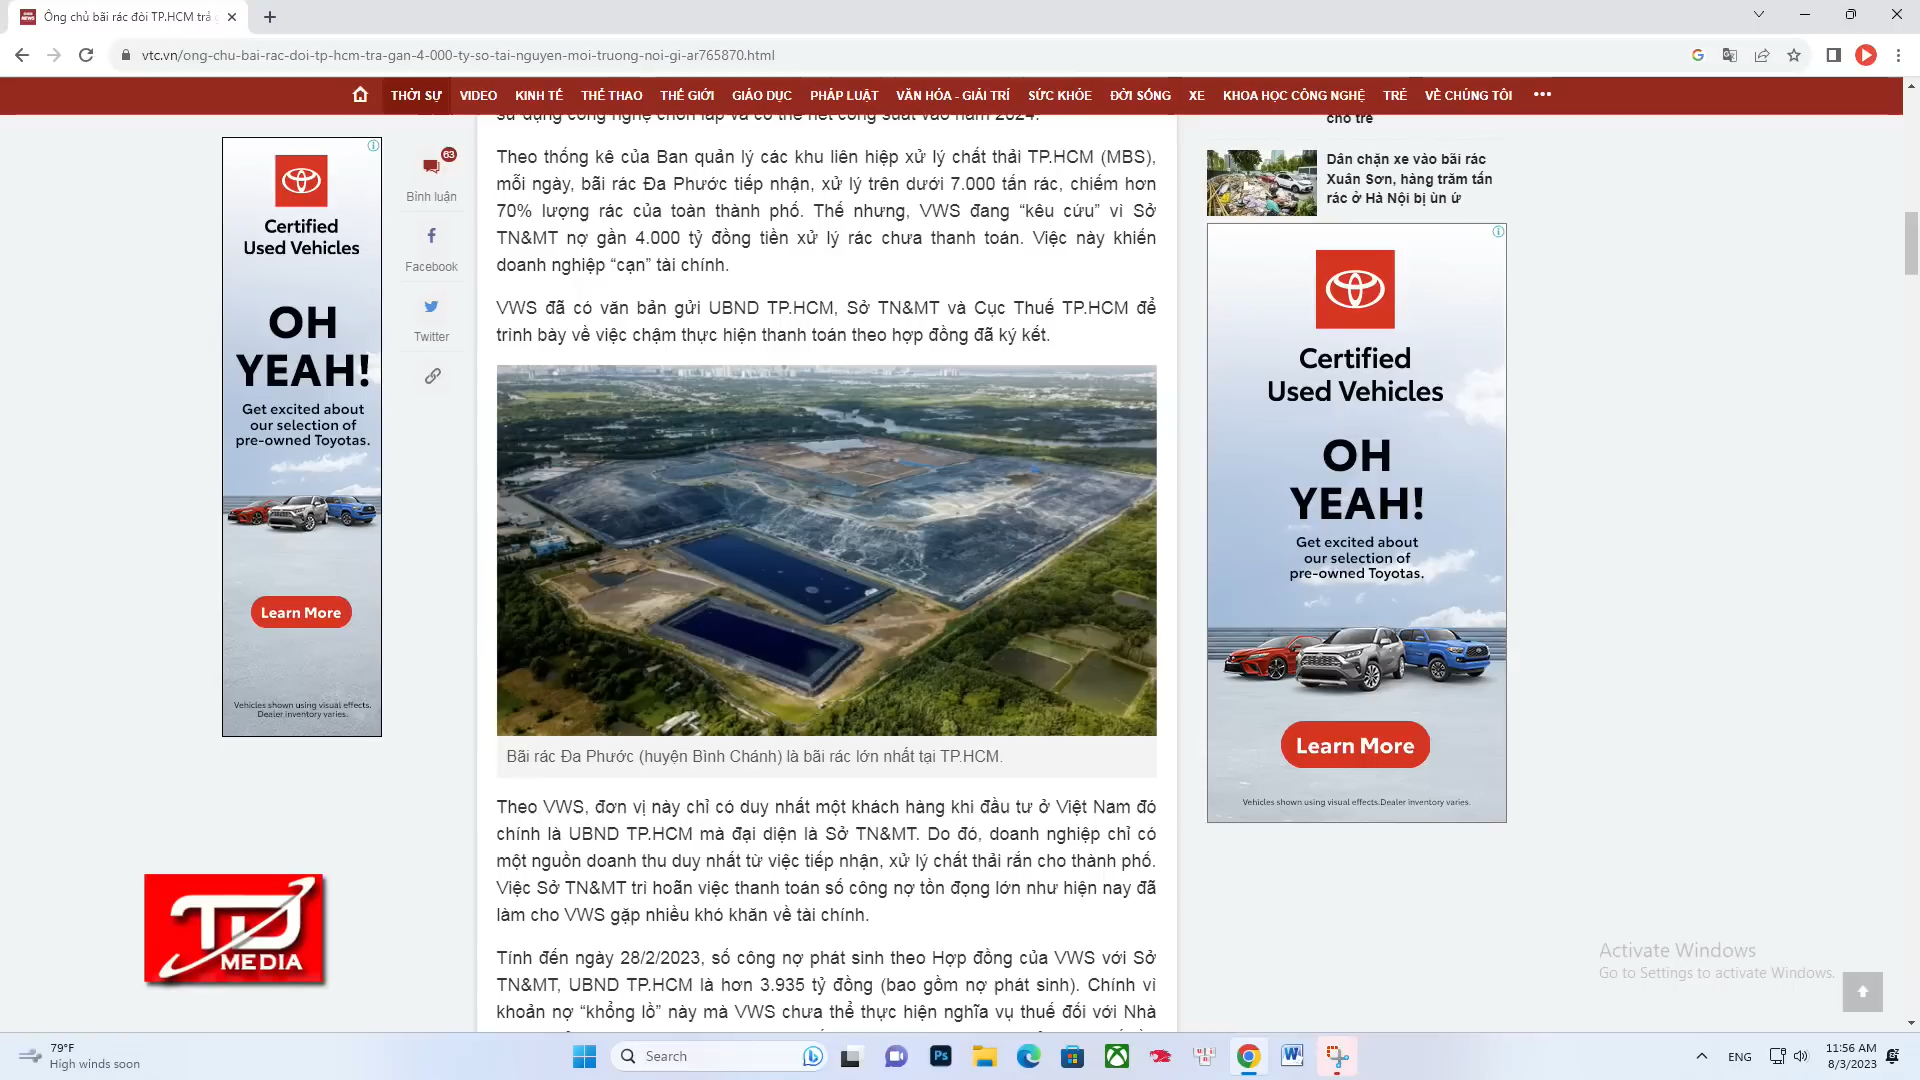 Ông chủ bãi rác đòi TP.HCM trả
vtc.vn/ong-chu-bai-rac-doi-tp-hcm-tra-gan-4-000-ty-so-tai-nguyen-moi-truong-noi-gi-ar765870.html
THỜI SỰ VIDEO KINH TẾ THỂ THAO THẾ GIỚI GIÁO DỤC PHÁP LUẬT VĂN HÓA - GIẢI TRÍ SỨC KHỎE ĐỜI SỐNG XE KHOA HỌC CÔNG NGHỆ TRẺ VỀ CHÚNG TÔI •••
Certified
Used Vehicles
OH
YEAH!
Get excited about
our selection of
pre-owned Toyotas.
Learn More
Vehicles shown using visual effects.
Dealer inventory varies.
63
Bình luận
Facebook
Twitter
sử dụng công nghệ chôn lấp và có thể hết công suất vào năm 2024.
Theo thống kê của Ban quản lý các khu liên hiệp xử lý chất thải TP.HCM (MBS),
mỗi ngày, bãi rác Đa Phước tiếp nhận, xử lý trên dưới 7.000 tấn rác, chiếm hơn
70% lượng rác của toàn thành phố. Thế nhưng, VWS đang “kêu cứu” vì Sở
TN&MT nợ gần 4.000 tỷ đồng tiền xử lý rác chưa thanh toán. Việc này khiến
doanh nghiệp “cạn” tài chính.
VWS đã có văn bản gửi UBND TP.HCM, Sở TN&MT và Cục Thuế TP.HCM để
trình bày về việc chậm thực hiện thanh toán theo hợp đồng đã ký kết.
Bãi rác Đa Phước (huyện Bình Chánh) là bãi rác lớn nhất tại TP.HCM.
Theo VWS, đơn vị này chỉ có duy nhất một khách hàng khi đầu tư ở Việt Nam đó
chính là UBND TP.HCM mà đại diện là Sở TN&MT. Do đó, doanh nghiệp chỉ có
một nguồn doanh thu duy nhất từ việc tiếp nhận, xử lý chất thải rắn cho thành phố.
Việc Sở TN&MT trì hoãn việc thanh toán số công nợ tồn đọng lớn như hiện nay đã
làm cho VWS gặp nhiều khó khăn về tài chính.
Tính đến ngày 28/2/2023, số công nợ phát sinh theo Hợp đồng của VWS với Sở
TN&MT, UBND TP.HCM là hơn 3.935 tỷ đồng (bao gồm nợ phát sinh). Chính vì
khoản nợ “khổng lồ” này mà VWS chưa thể thực hiện nghĩa vụ thuế đối với Nhà
cho trẻ
Dân chặn xe vào bãi rác
Xuân Sơn, hàng trăm tấn
rác ở Hà Nội bị ùn ứ
Certified
Used Vehicles
OH
YEAH!
Get excited about
our selection of
pre-owned Toyotas.
Learn More
Vehicles shown using visual effects.Dealer inventory varies.
TD
MEDIA
Activate Windows
Go to Settings to activate Windows.
79°F
High winds soon
Search
ENG
11:56 AM
8/3/2023